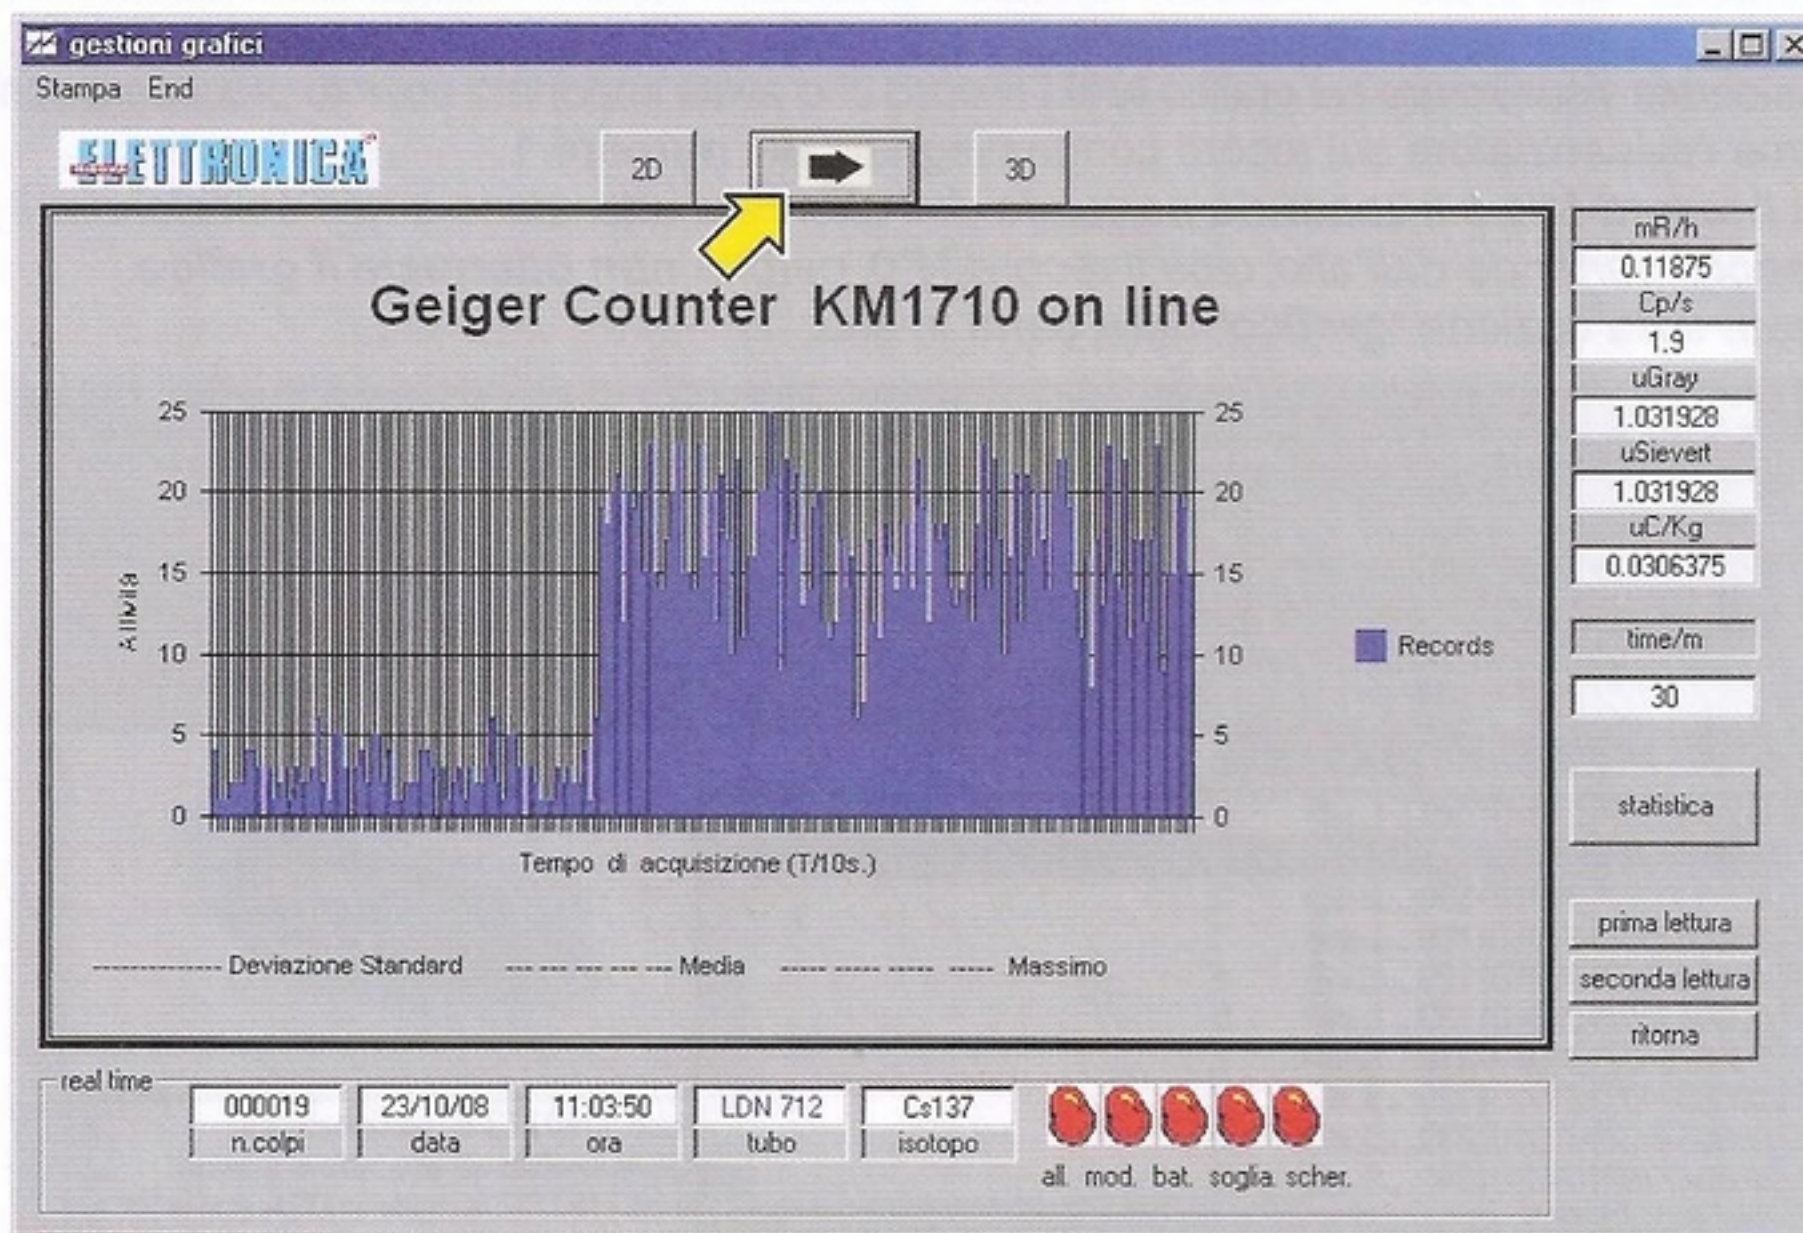 gestioni grafici
Stampa End
ELETTRONICA
2D
3D
Geiger Counter KM1710 on line
25
20
15
10
5
0
Attività
25
20
15
10
5
0
Tempo di acquisizione (T/10s.)
Records
Deviazione Standard
Media
Massimo
mR/h
0.11875
Cp/s
1.9
uGray
1.031928
uSievert
1.031928
uC/Kg
0.0306375
time/m
30
statistica
prima lettura
seconda lettura
ritorna
real time
000019 23/10/08 11:03:50 LDN 712 Cs137
n.colpi data ora tubo isotopo
all. mod. bat. soglia. scher.